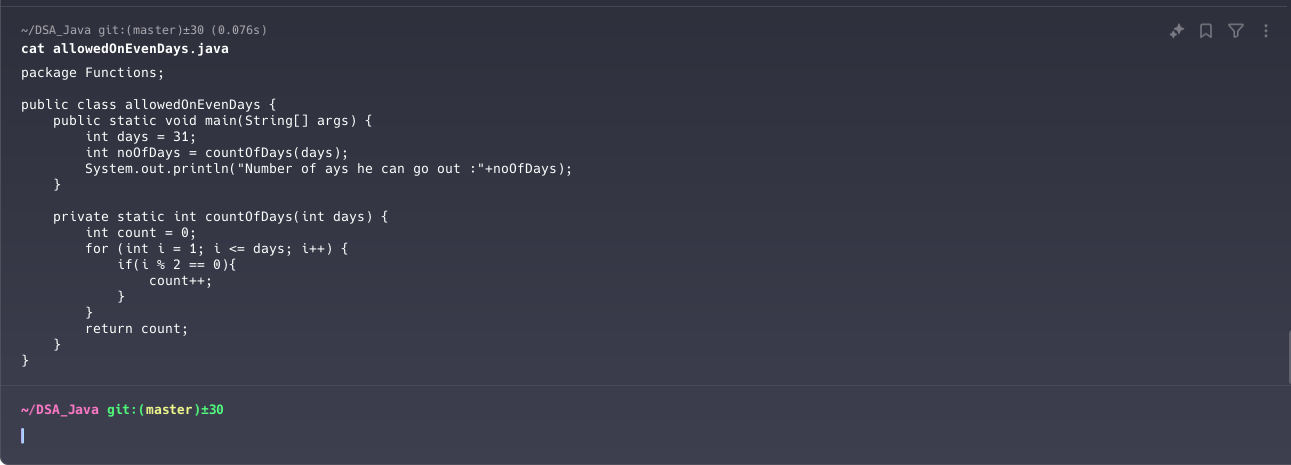 ~/DSA_Java git:(master)±30 (0.076s)
cat allowedOnEvenDays.java
package Functions;

public class allowedOnEvenDays {
    public static void main(String[] args) {
        int days = 31;
        int noOfDays = countOfDays(days);
        System.out.println("Number of ays he can go out :"+noOfDays);
    }

    private static int countOfDays(int days) {
        int count = 0;
        for (int i = 1; i <= days; i++) {
            if(i % 2 == 0){
                count++;
            }
        }
        return count;
    }
}
~/DSA_Java git:(master)±30